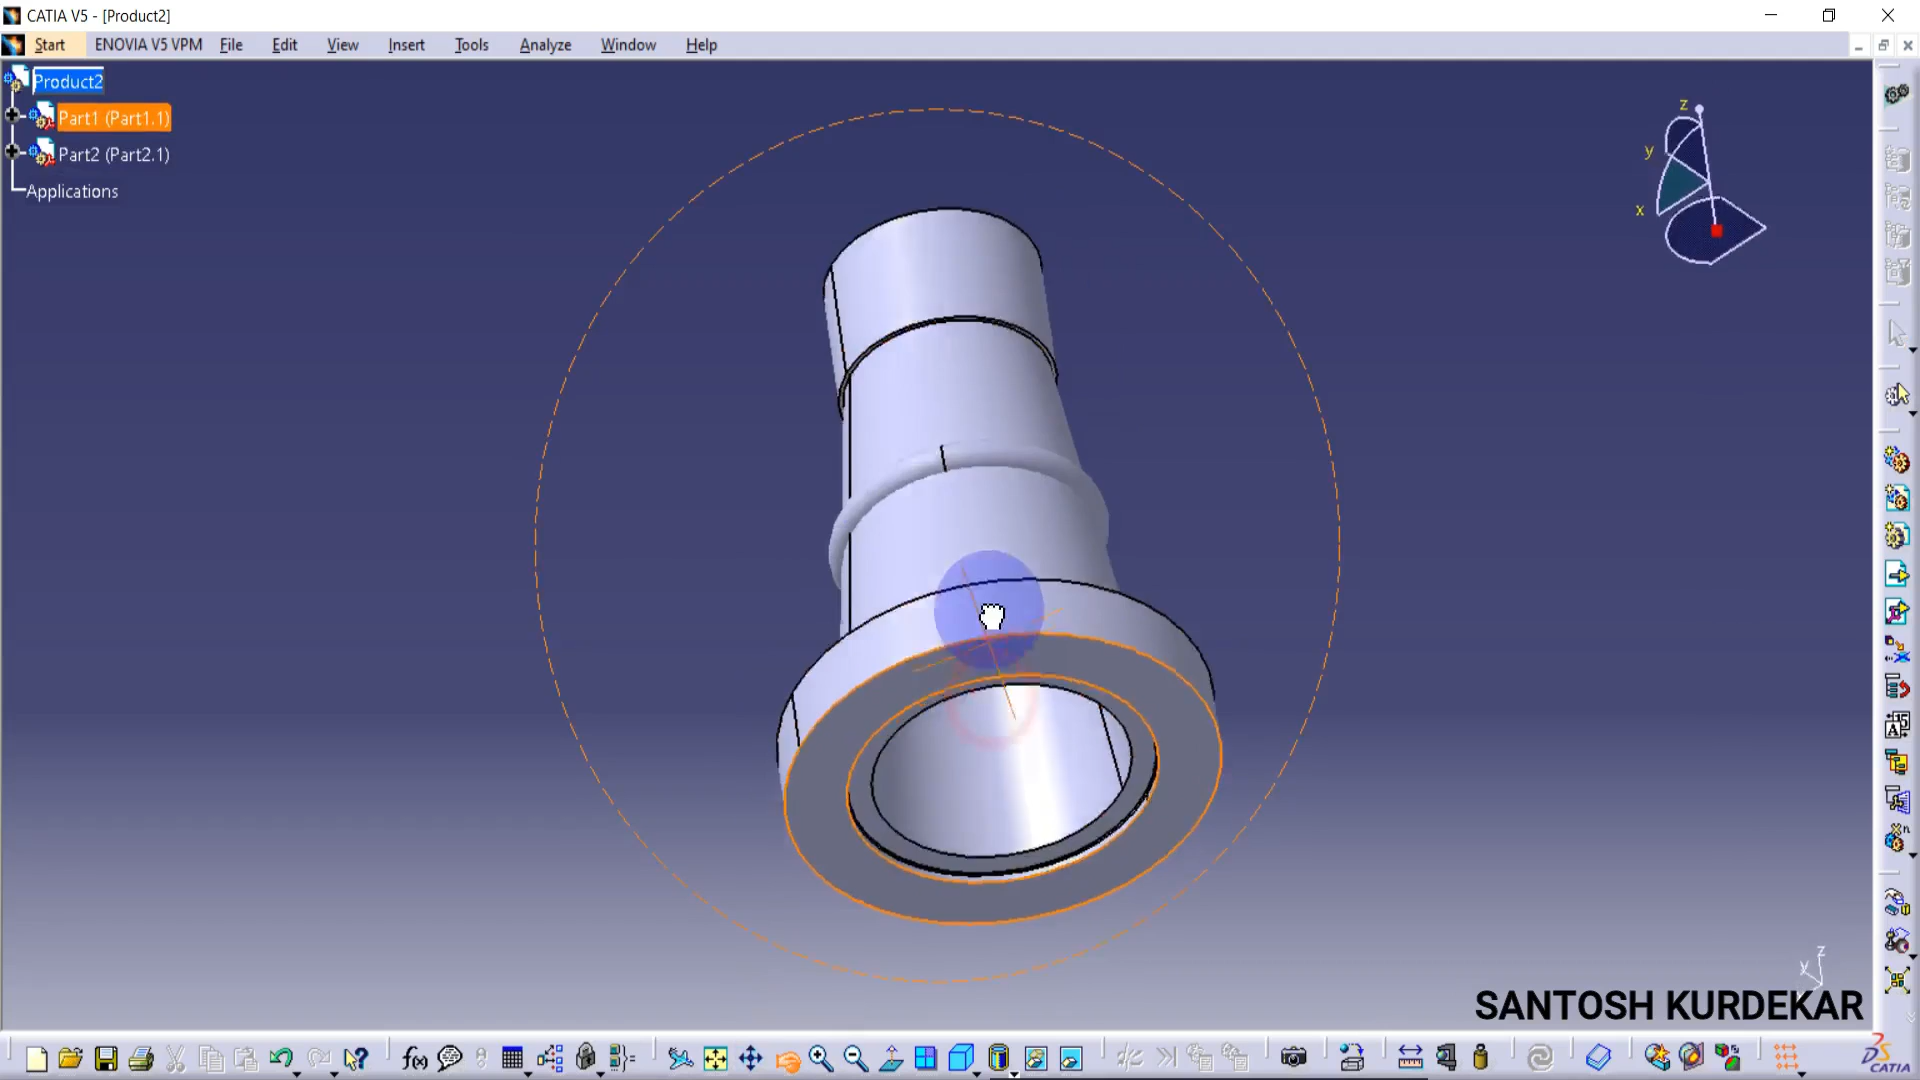 CATIA V5 - [Product2]
Start ENOVIA V5 VPM File Edit View Insert Tools Analyze Window Help
Product2
Part1 (Part1.1)
Part2 (Part2.1)
Applications
z
y
x
z
y
SANTOSH KURDEKAR
f(x)
CATIA